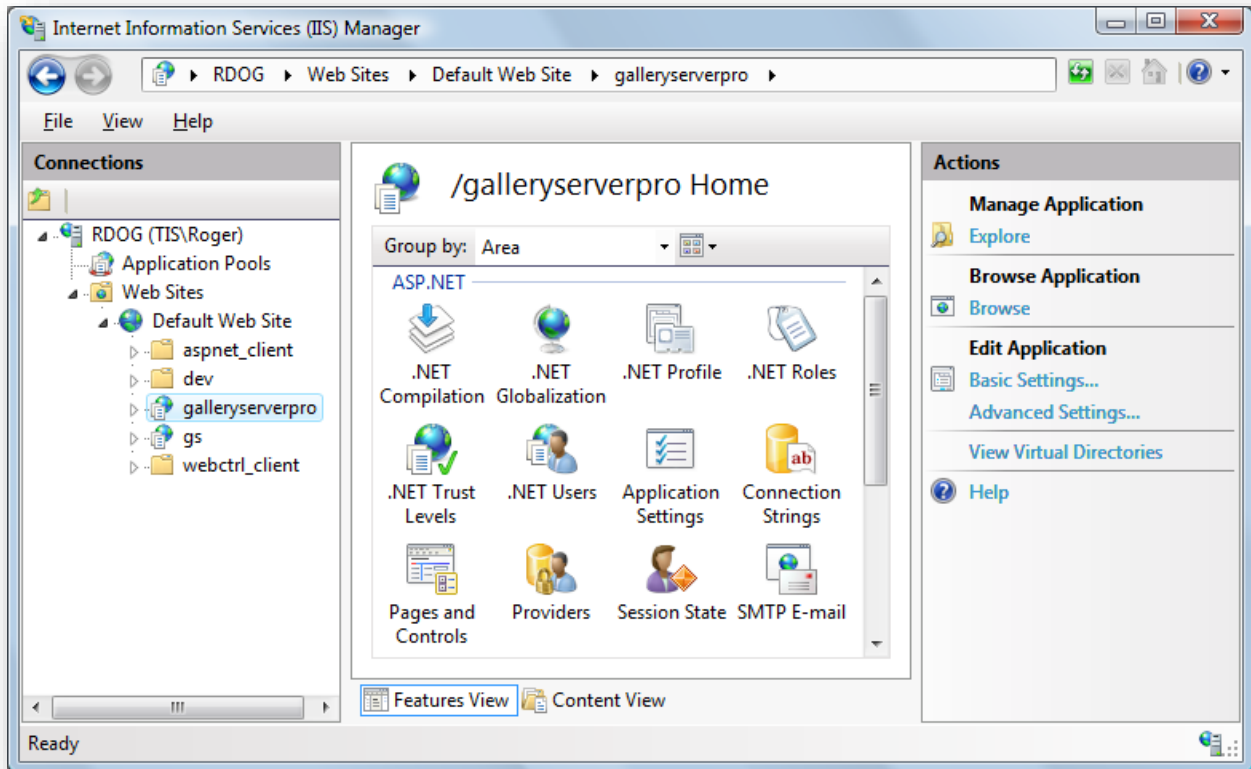 Internet Information Services (IIS) Manager
RDOG Web Sites Default Web Site galleryserverpro
File View Help
Connections
RDOG (TIS\Roger)
Application Pools
Web Sites
Default Web Site
aspnet_client
dev
galleryserverpro
gs
webctrl_client
/galleryserverpro Home
Group by: Area
ASP.NET
.NET Compilation
.NET Globalization
.NET Profile
.NET Roles
.NET Trust Levels
.NET Users
Application Settings
ab
Connection Strings
Pages and Controls
Providers
Session State
SMTP E-mail
Features View
Content View
Actions
Manage Application
Explore
Browse Application
Browse
Edit Application
Basic Settings...
Advanced Settings...
View Virtual Directories
Help
Ready